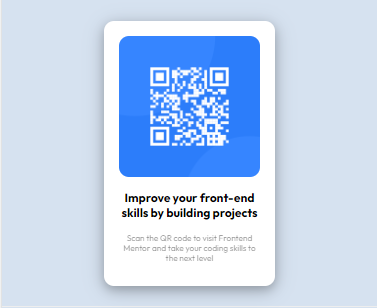 Improve your front-end
skills by building projects
Scan the QR code to visit Frontend
Mentor and take your coding skills to
the next level